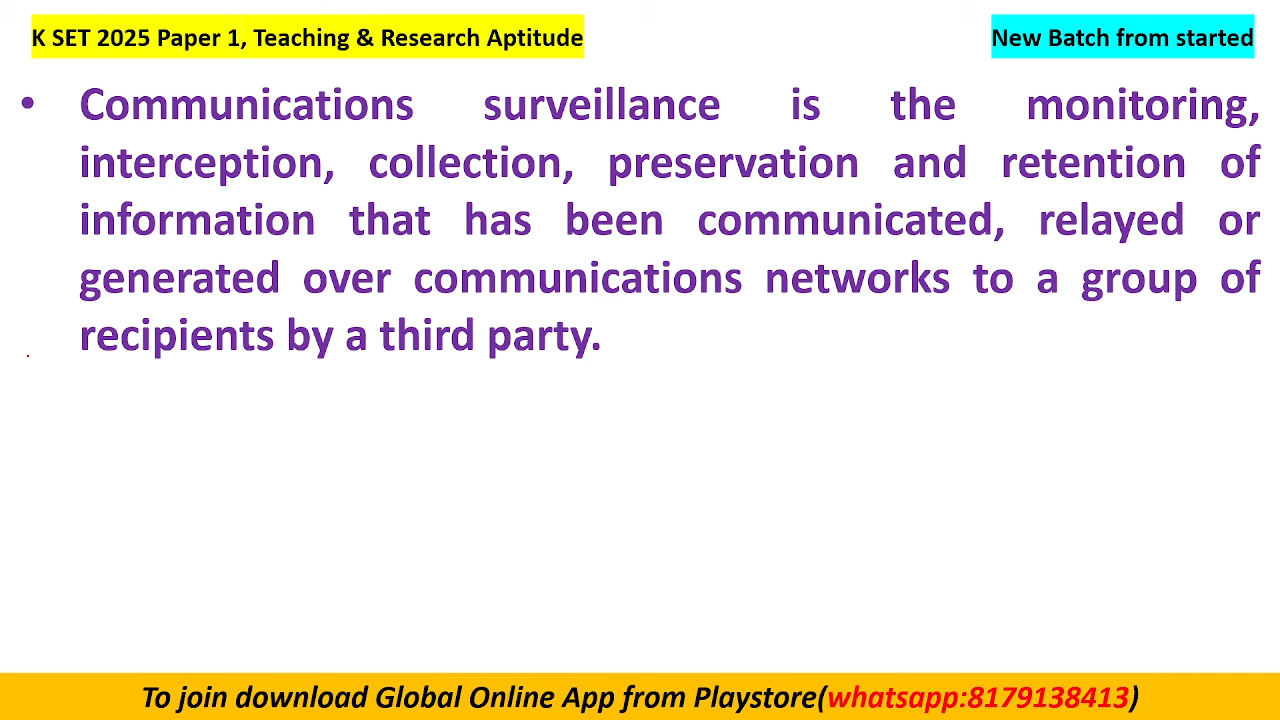 K SET 2025 Paper 1, Teaching & Research Aptitude
New Batch from started
• Communications surveillance is the monitoring,
interception, collection, preservation and retention of
information that has been communicated, relayed or
generated over communications networks to a group of
recipients by a third party.
To join download Global Online App from Playstore(whatsapp:8179138413)